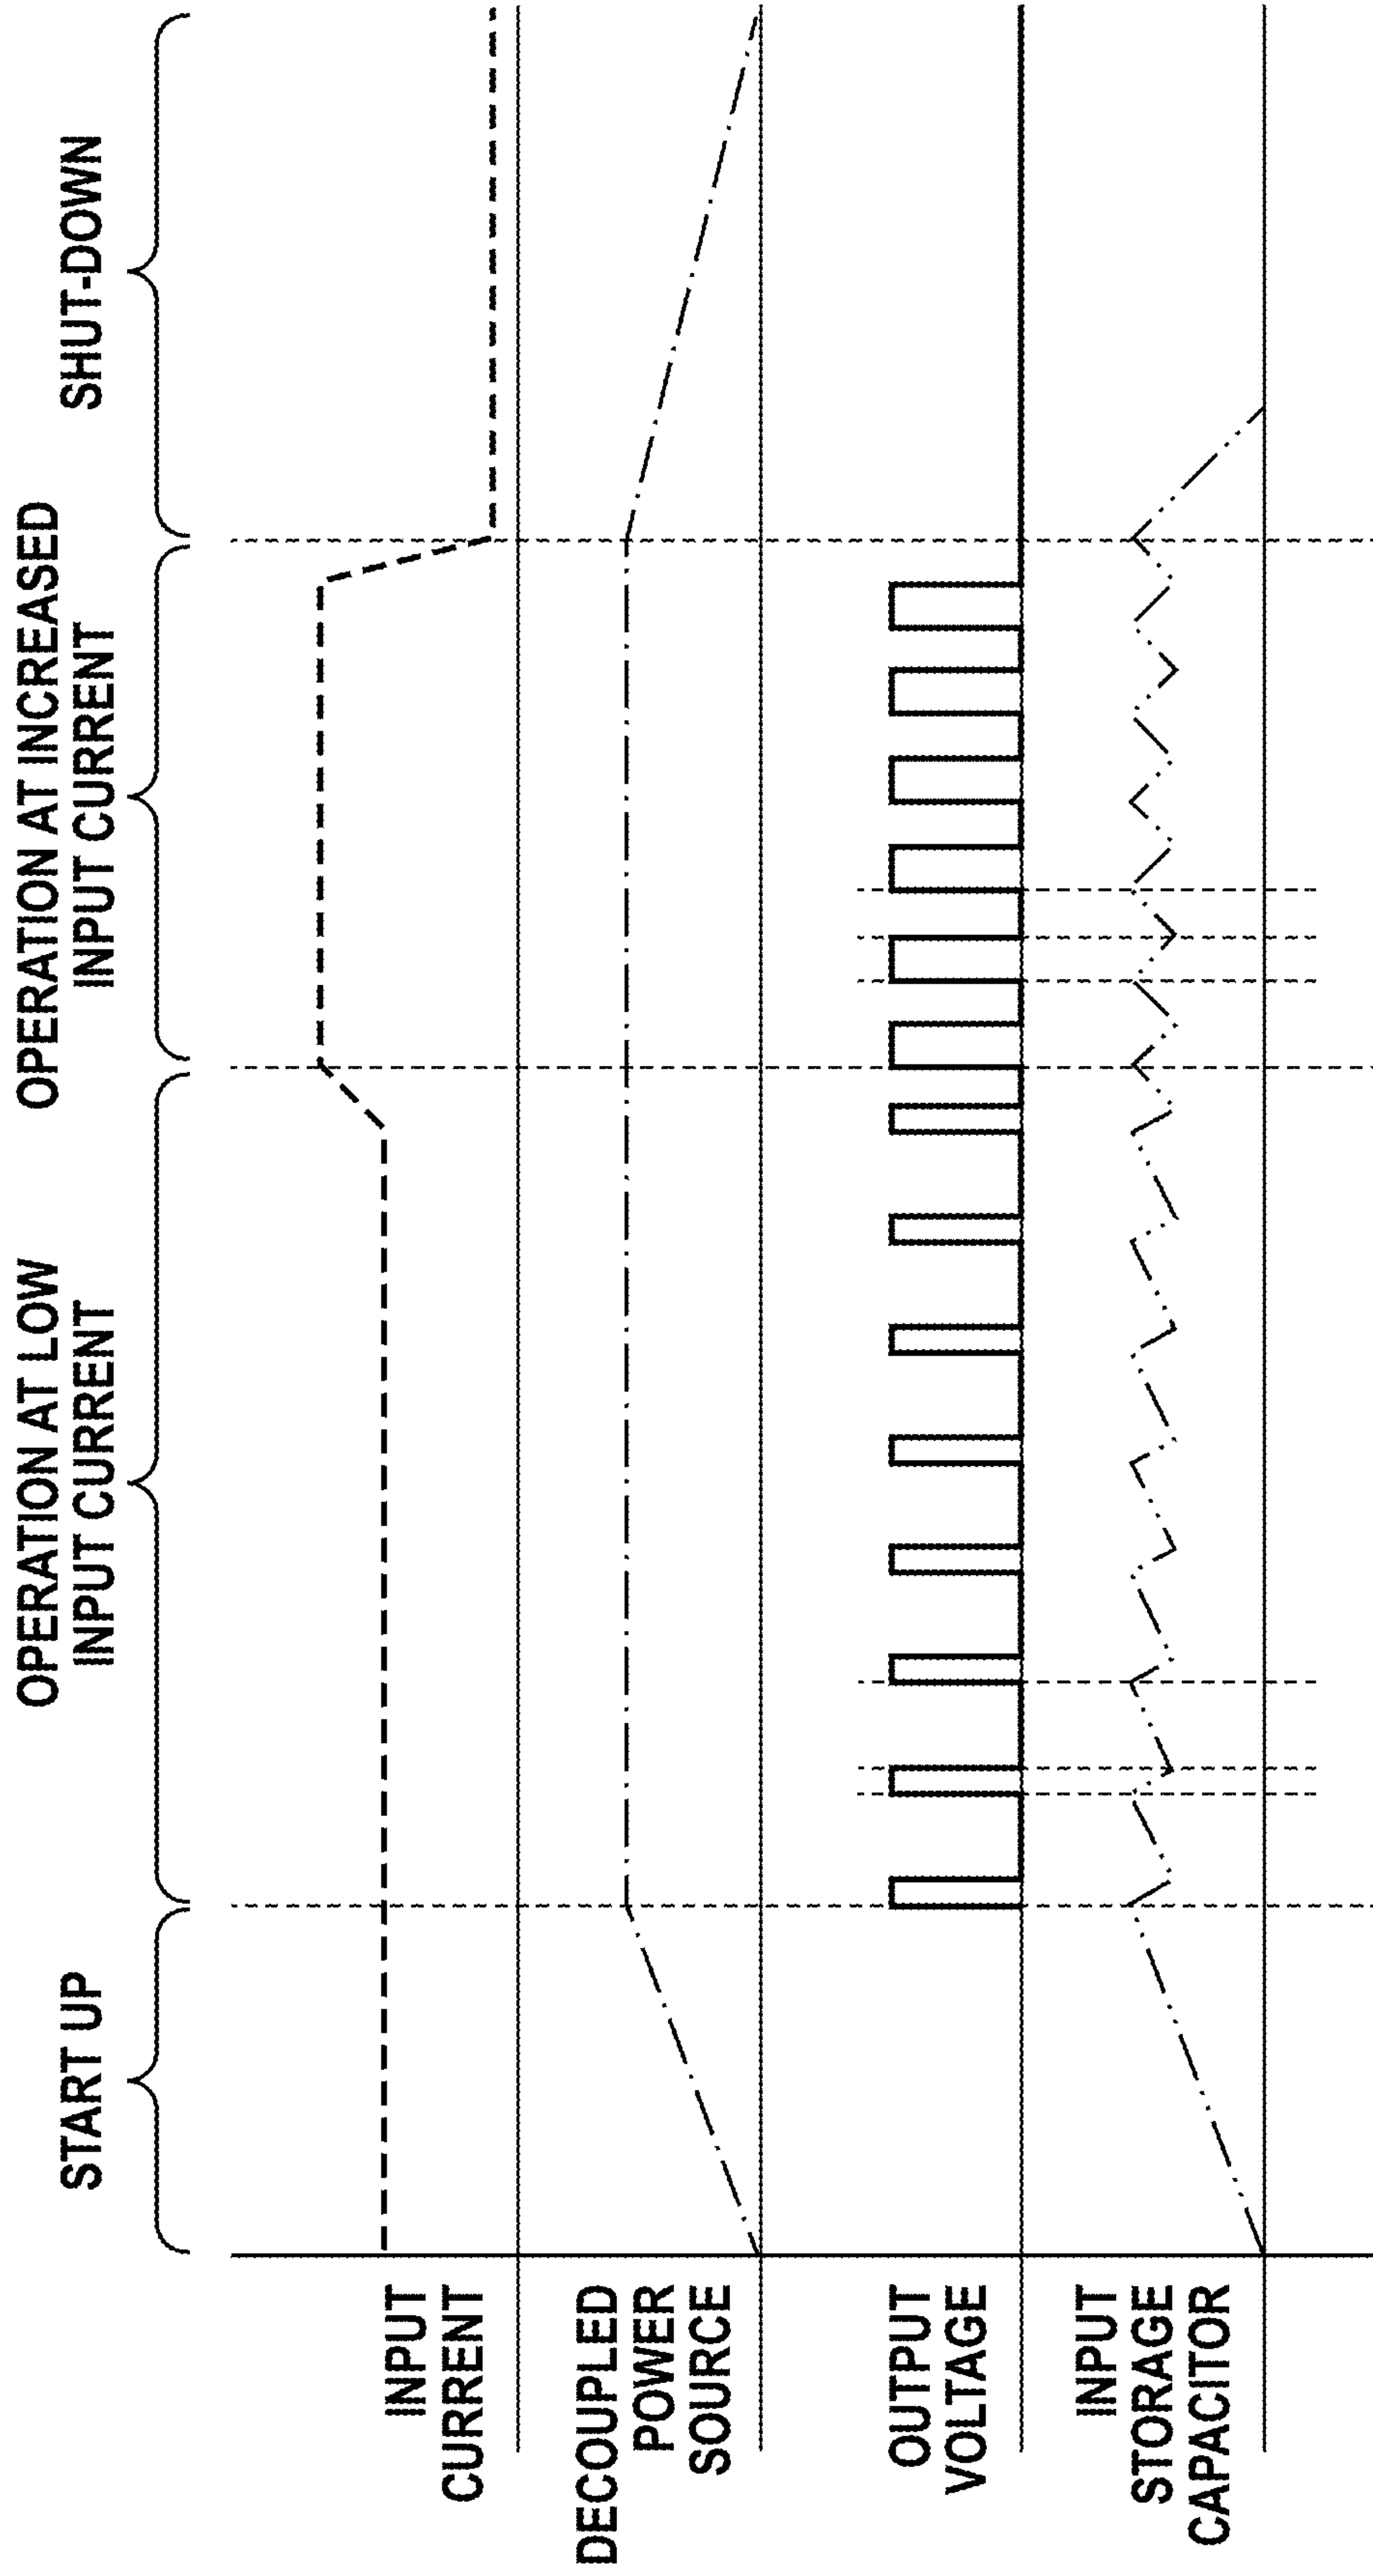 START UP
OPERATION AT LOW
INPUT CURRENT
OPERATION AT INCREASED
INPUT CURRENT
SHUT-DOWN
INPUT
CURRENT
DECOUPLED
POWER
SOURCE
OUTPUT
VOLTAGE
INPUT
STORAGE
CAPACITOR